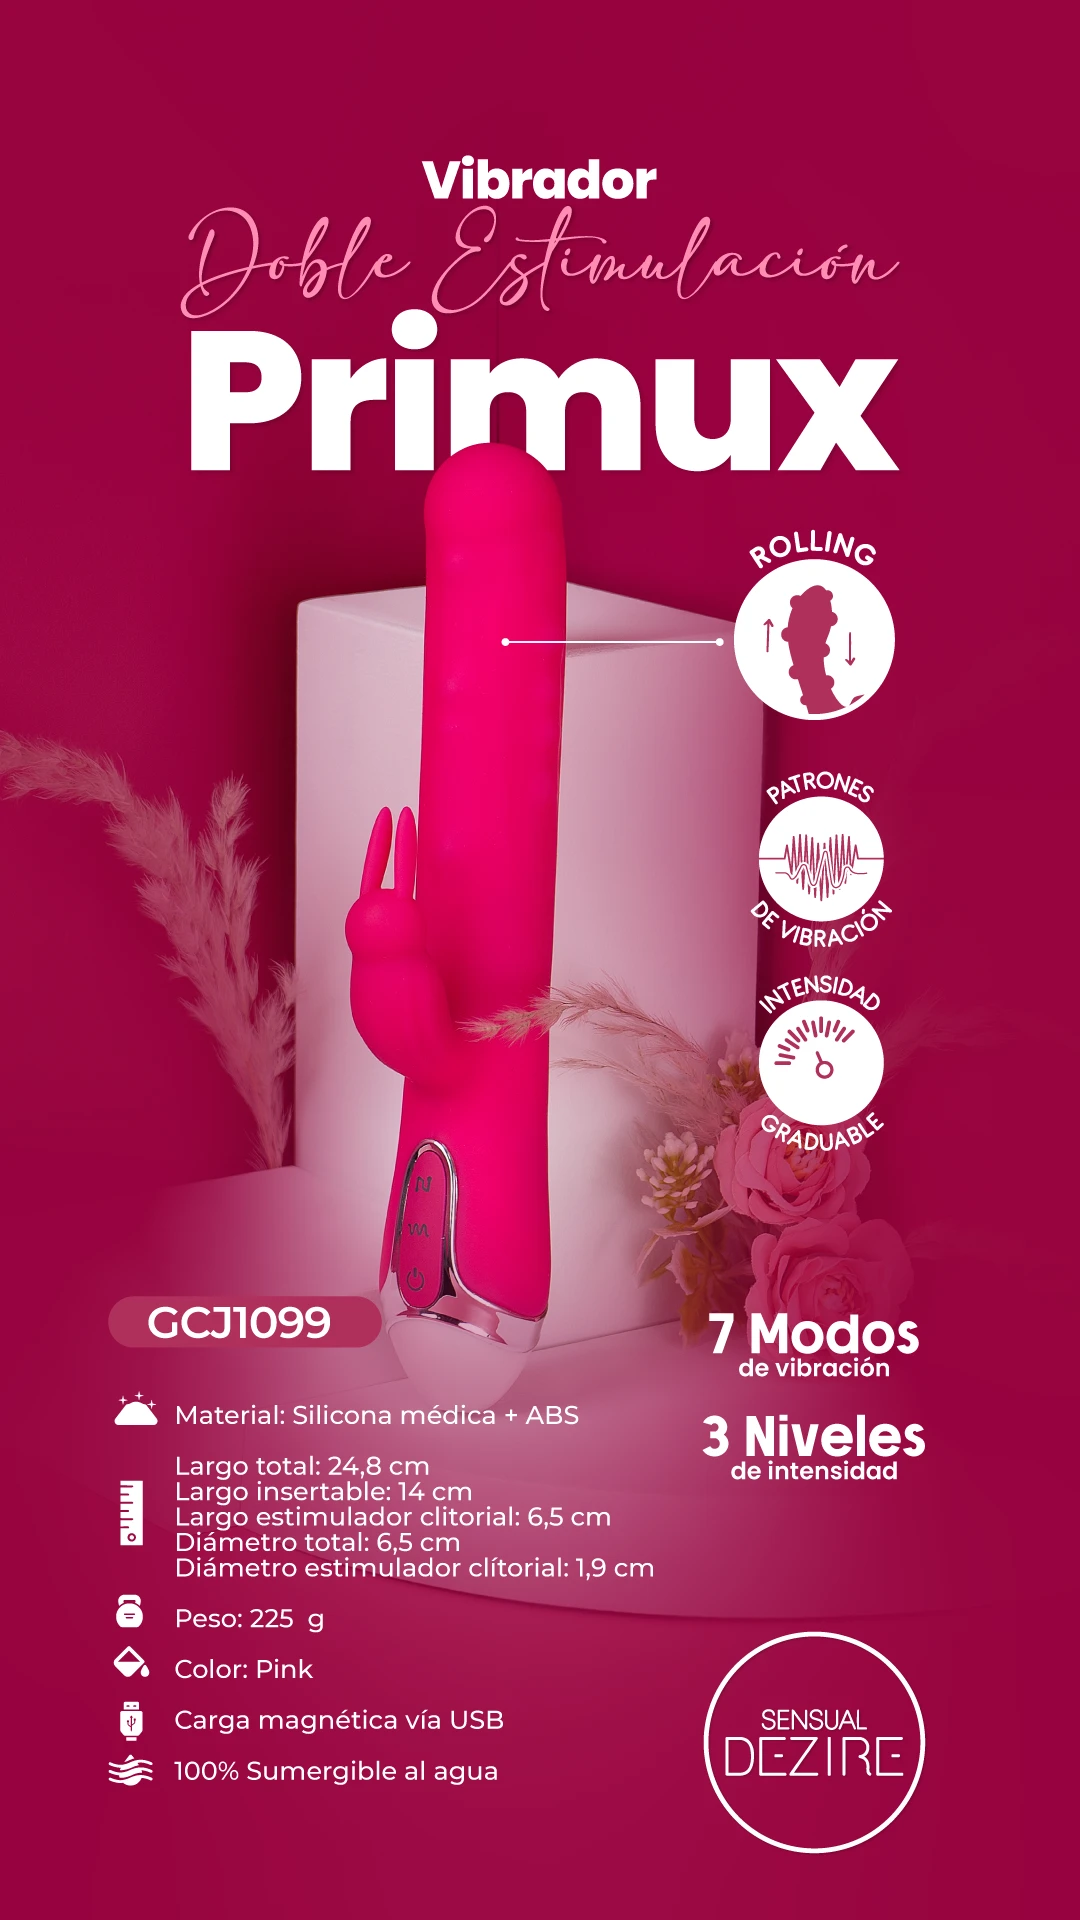 Vibrador
Doble Estimulación
Primux
ROLLING
PATRONES
DE VIBRACIÓN
INTENSIDAD
GRADUABLE
GCJ1099
7 Modos
de vibración
3 Niveles
de intensidad
Material: Silicona médica + ABS
Largo total: 24,8 cm
Largo insertable: 14 cm
Largo estimulador clitorial: 6,5 cm
Diámetro total: 6,5 cm
Diámetro estimulador clítorial: 1,9 cm
Peso: 225 g
Color: Pink
Carga magnética vía USB
100% Sumergible al agua
SENSUAL
DEZIRE